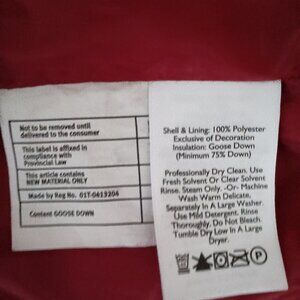 Not to be removed until
delivered to the consumer
This label is affixed in
compliance with
Provincial Law
This article contains
NEW MATERIAL ONLY
Made by Reg No. 01T-0413204
Content GOOSE DOWN
Shell & Lining: 100% Polyester
Exclusive of Decoration
Insulation: Goose Down
(Minimum 75% Down)
Professionally Dry Clean. Use
Fresh Solvent Or Clear Solvent
Rinse. Steam Only. -Or- Machine
Wash Warm Delicate,
Separately In A Large Washer.
Use Mild Detergent. Rinse
Thoroughly. Do Not Bleach.
Tumble Dry Low In A Large
Dryer.